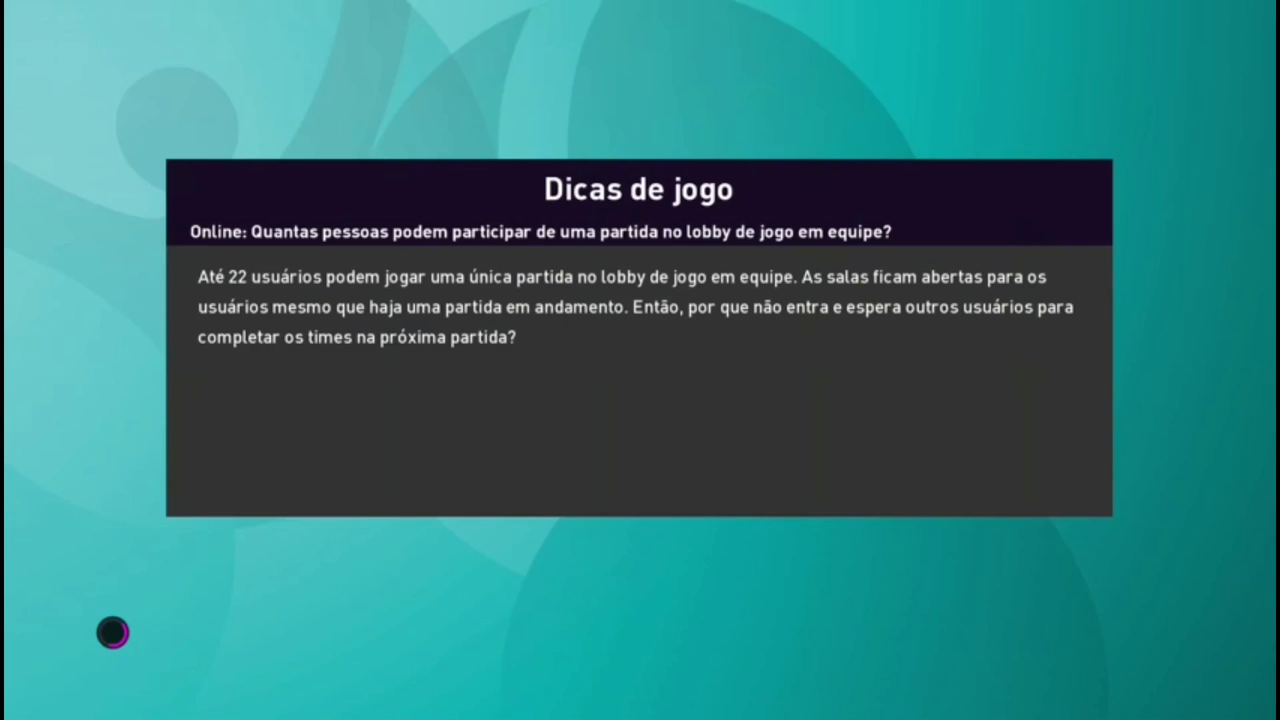 Dicas de jogo
Online: Quantas pessoas podem participar de uma partida no lobby de jogo em equipe?
Até 22 usuários podem jogar uma única partida no lobby de jogo em equipe. As salas ficam abertas para os
usuários mesmo que haja uma partida em andamento. Então, por que não entra e espera outros usuários para
completar os times na próxima partida?